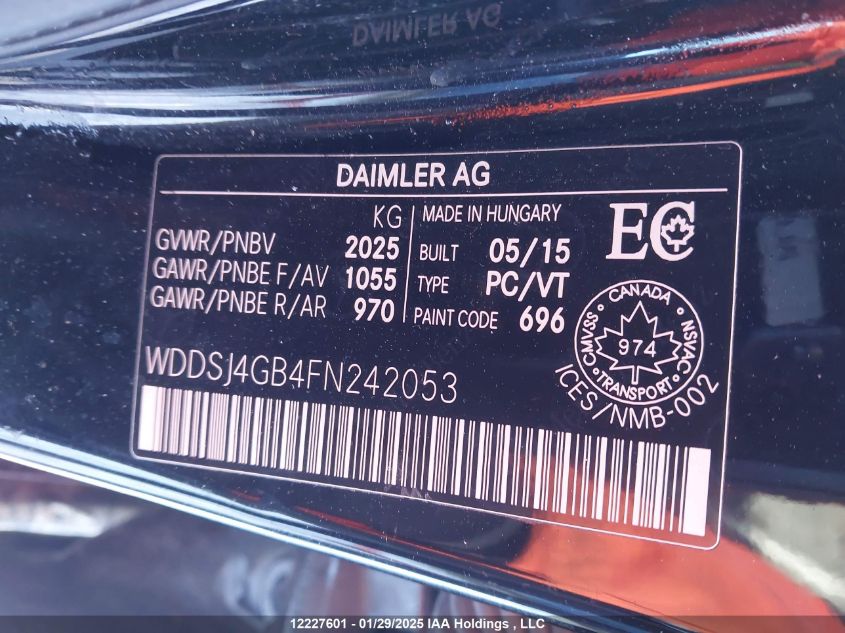 DAIMLER AG
DAIMLER AG
KG
GVWR/PNBV 2025
GAWR/PNBE F/AV 1055
GAWR/PNBE R/AR 970
MADE IN HUNGARY
BUILT 05/15
TYPE PC/VT
PAINT CODE 696
EC
CANADA
CMVSS 974 NSVAC
TRANSPORT
ICES/NMB-002
WDDSJ4GB4FN242053
12227601 - 01/29/2025 IAA Holdings, LLC